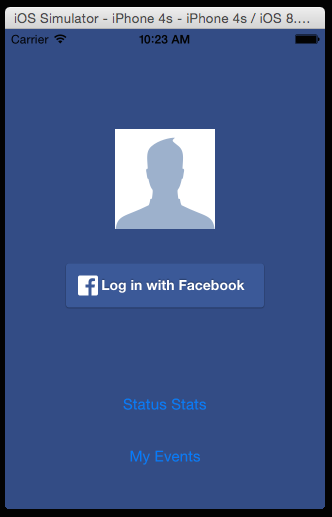 iOS Simulator - iPhone 4s - iPhone 4s / iOS 8....
Carrier 10:23 AM
Log in with Facebook
Status Stats
My Events